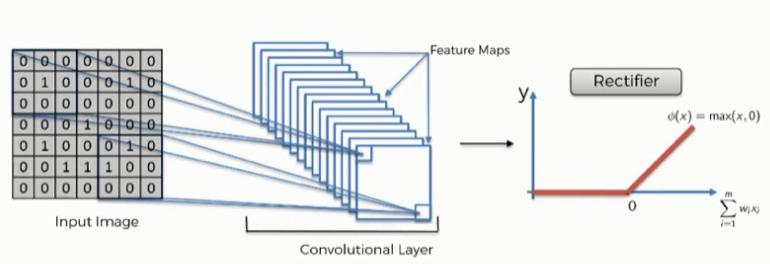 0 0 0 0 0 0 0
0 1 0 0 0 1 0
0 0 0 0 0 0 0
0 0 0 1 0 0 0
0 1 0 0 0 1 0
0 0 1 1 1 0 0
0 0 0 0 0 0 0
Input Image
Feature Maps
Convolutional Layer
Rectifier
y
ϕ(x) = max(x, 0)
0
m
∑ wᵢxᵢ
i=1